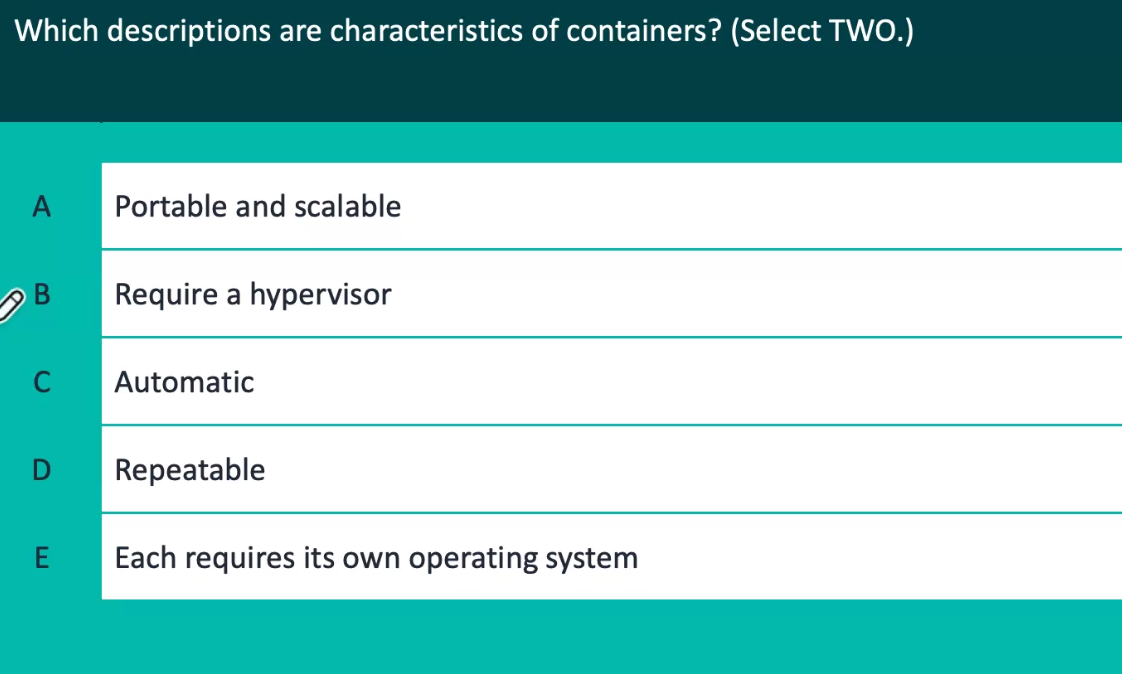 Which descriptions are characteristics of containers? (Select TWO.)
A Portable and scalable
B Require a hypervisor
C Automatic
D Repeatable
E Each requires its own operating system